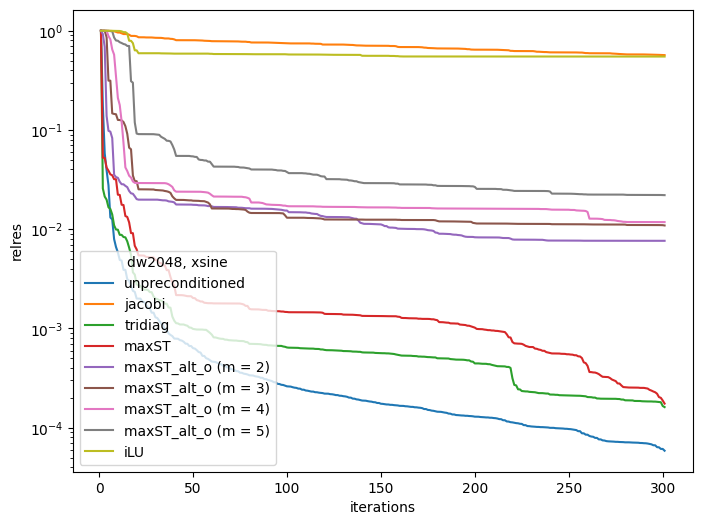 10⁰
10⁻¹
10⁻²
10⁻³
10⁻⁴
relres
dw2048, xsine
unpreconditioned
jacobi
tridiag
maxST
maxST_alt_o (m = 2)
maxST_alt_o (m = 3)
maxST_alt_o (m = 4)
maxST_alt_o (m = 5)
iLU
0 50 100 150 200 250 300
iterations